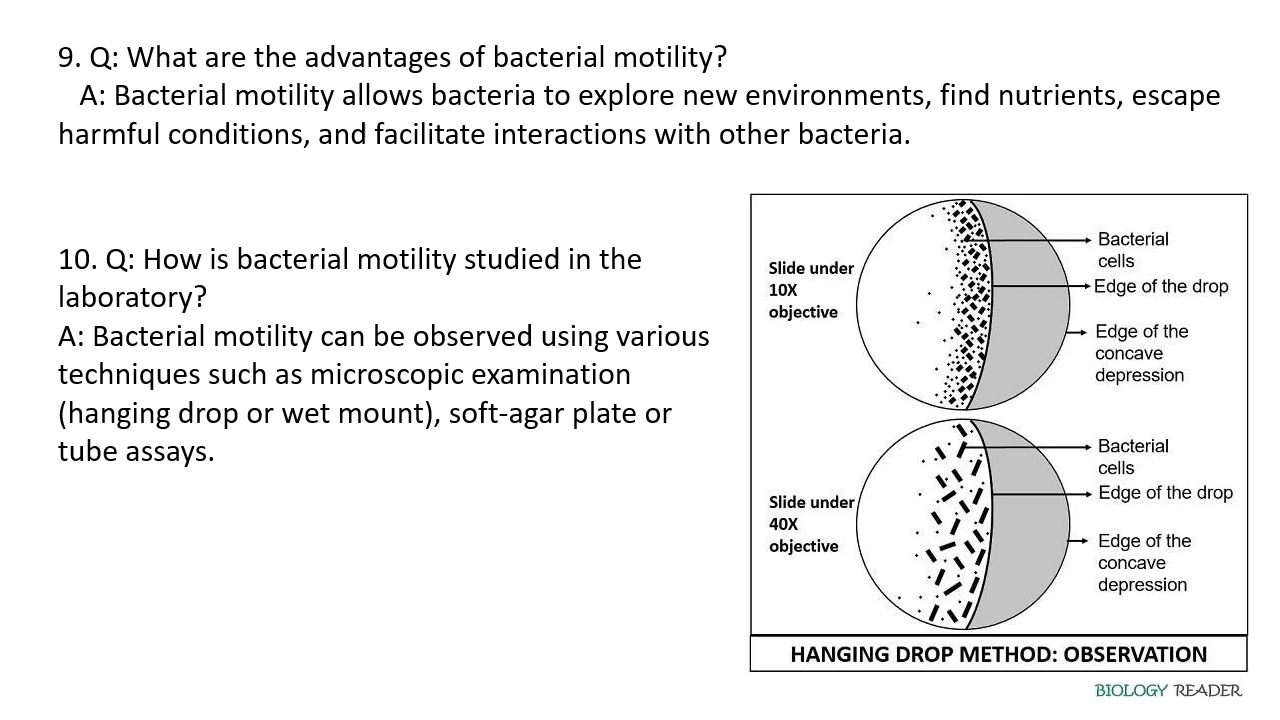 9. Q: What are the advantages of bacterial motility?
A: Bacterial motility allows bacteria to explore new environments, find nutrients, escape
harmful conditions, and facilitate interactions with other bacteria.
10. Q: How is bacterial motility studied in the
laboratory?
A: Bacterial motility can be observed using various
techniques such as microscopic examination
(hanging drop or wet mount), soft-agar plate or
tube assays.
Slide under
10X
objective
Bacterial
cells
Edge of the drop
Edge of the
concave
depression
Slide under
40X
objective
Bacterial
cells
Edge of the drop
Edge of the
concave
depression
HANGING DROP METHOD: OBSERVATION
BIOLOGY READER